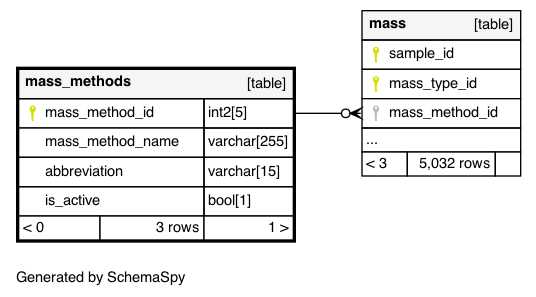 mass [table]
sample_id
mass_type_id
mass_method_id
...
< 3 5,032 rows
mass_methods [table]
mass_method_id int2[5]
mass_method_name varchar[255]
abbreviation varchar[15]
is_active bool[1]
< 0 3 rows 1 >
Generated by SchemaSpy